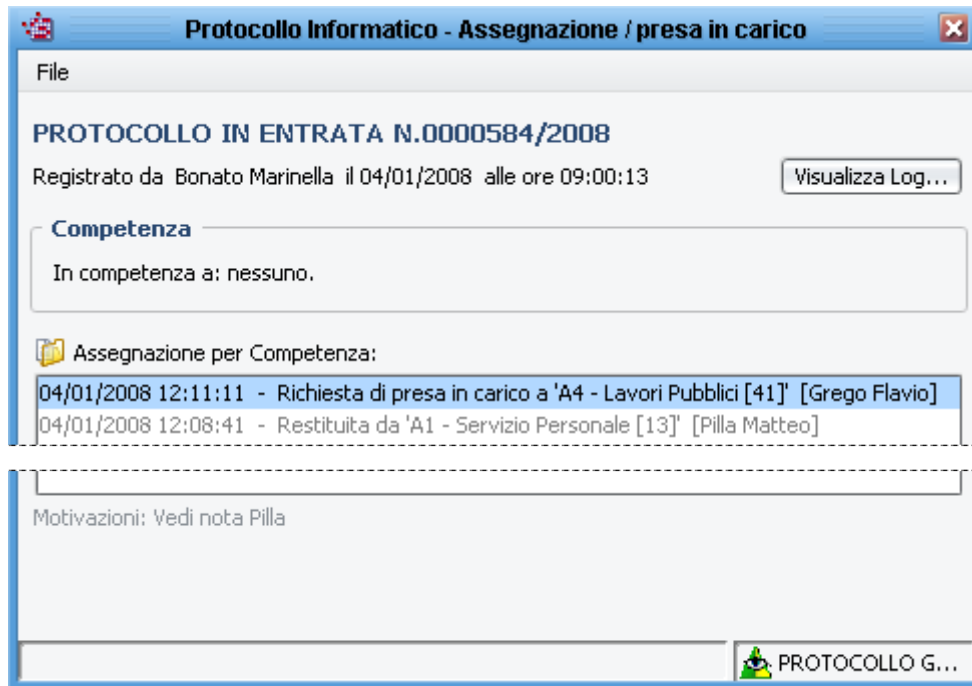 Protocollo Informatico - Assegnazione / presa in carico
File
PROTOCOLLO IN ENTRATA N.0000584/2008
Registrato da Bonato Marinella il 04/01/2008 alle ore 09:00:13
Visualizza Log...
Competenza
In competenza a: nessuno.
Assegnazione per Competenza:
04/01/2008 12:11:11 - Richiesta di presa in carico a 'A4 - Lavori Pubblici [41]' [Grego Flavio]
04/01/2008 12:08:41 - Restituita da 'A1 - Servizio Personale [13]' [Pilla Matteo]
Motivazioni: Vedi nota Pilla
PROTOCOLLO G...